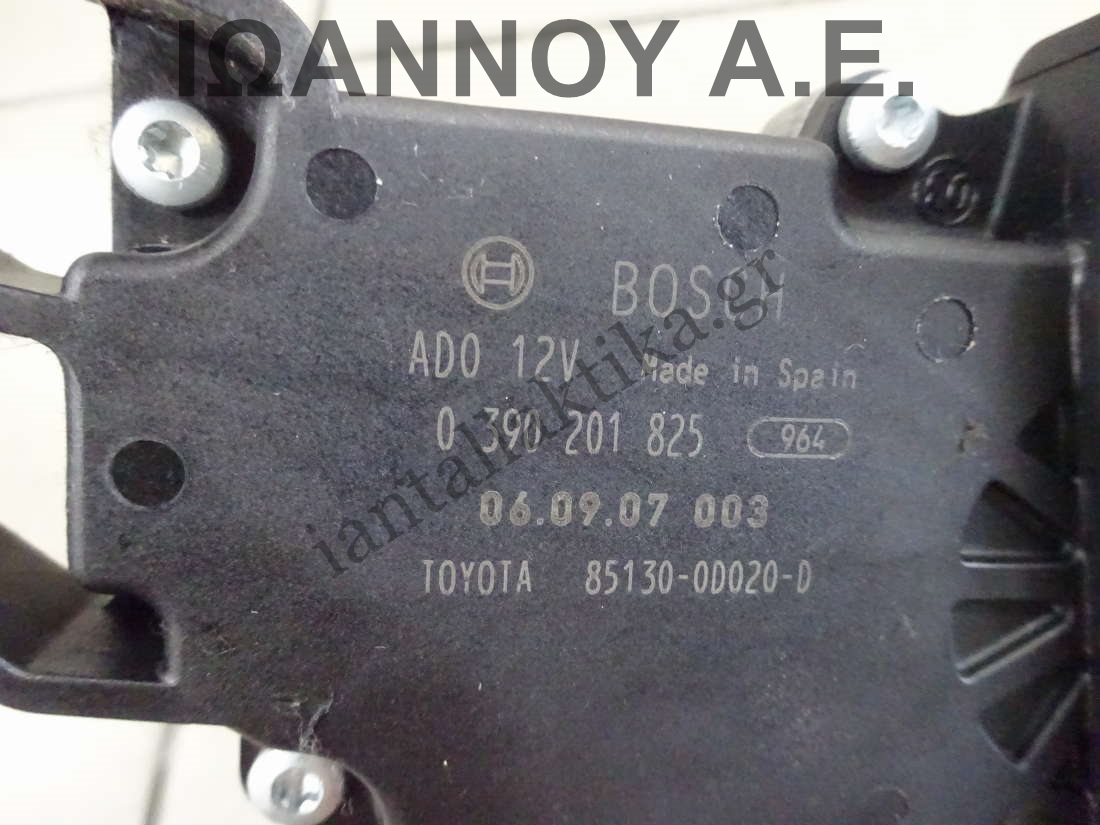 ΙΩΑΝΝΟΥ Α.Ε.
BOSCH
ADO 12V Made in Spain
0 390 201 825 964
06.09.07 003
TOYOTA 85130-0D020-D
iantallaktika.gr